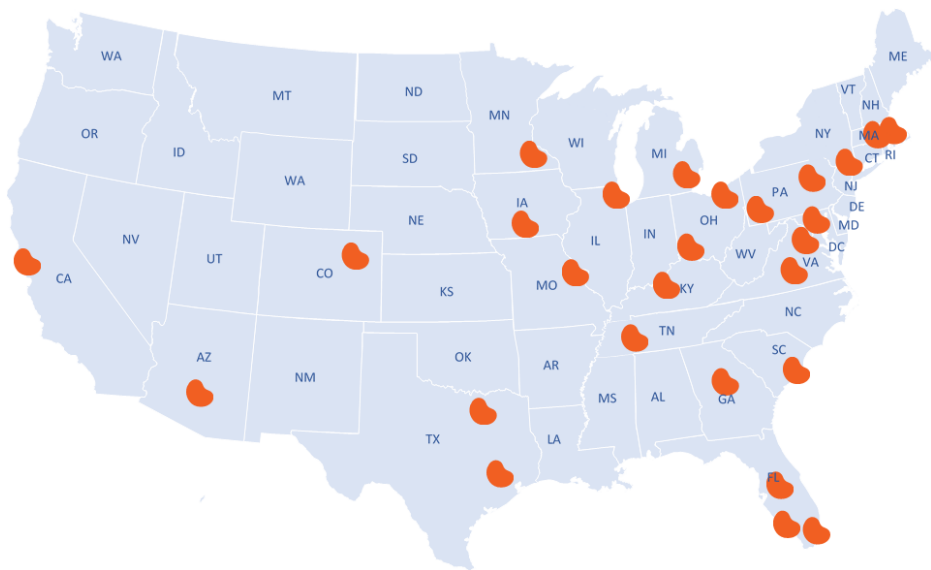 WA
MT
ND
MN
ME
VT
NH
OR
ID
SD
WI
MI
NY
MA
CT
RI
WA
NE
IA
PA
NJ
DE
MD
DC
NV
UT
CO
KS
IL
IN
OH
WV
VA
CA
MO
KY
NC
AZ
NM
OK
AR
TN
SC
TX
LA
MS
AL
GA
FL